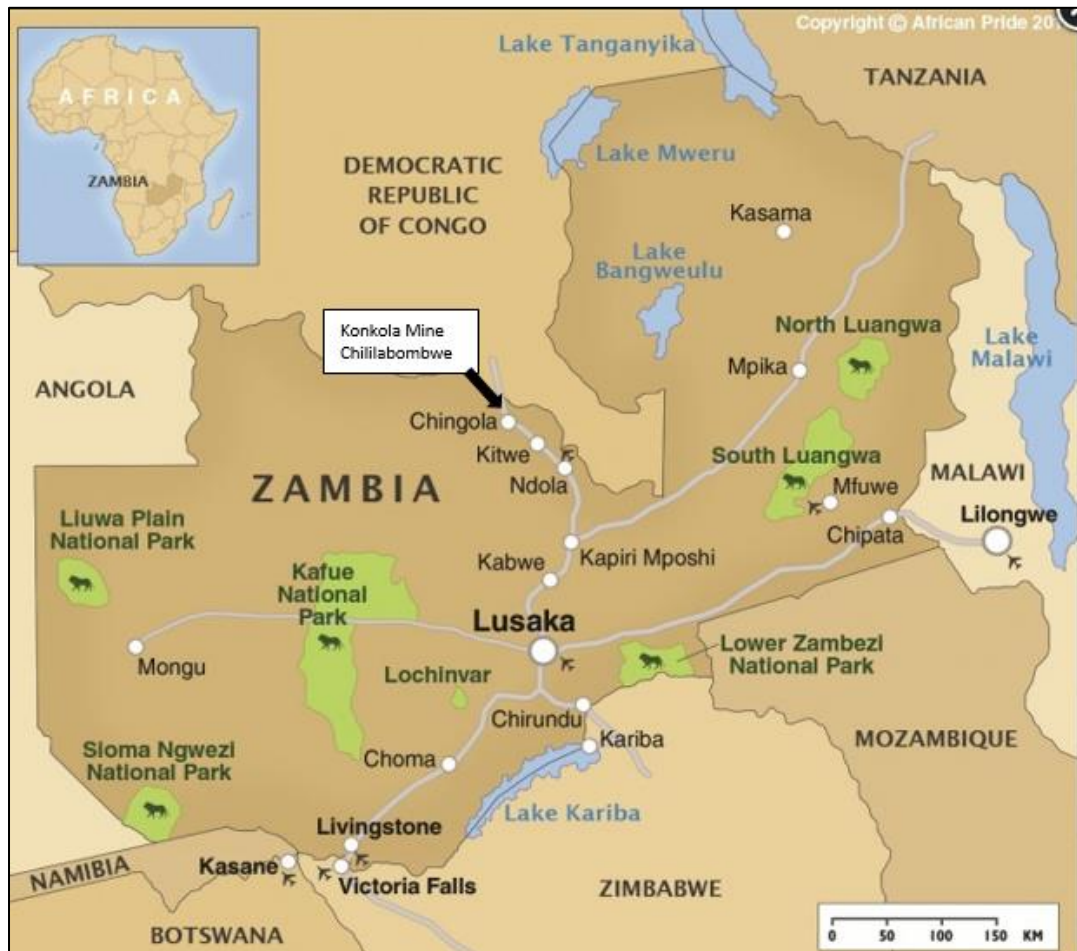 Copyright © African Pride 201
Lake Tanganyika
TANZANIA
AFRICA
ZAMBIA
DEMOCRATIC
REPUBLIC
OF CONGO
Lake Mweru
Kasama
Lake
Bangweulu
Konkola Mine
Chililabombwe
North Luangwa
Lake
Malawi
Mpika
ANGOLA
Chingola
Kitwe
Ndola
South Luangwa
MALAWI
ZAMBIA
Mfuwe
Lilongwe
Chipata
Liuwa Plain
National Park
Kafue
National
Park
Kabwe
Kapiri Mposhi
Lusaka
Mongu
Lochinvar
Lower Zambezi
National Park
Chirundu
Kariba
MOZAMBIQUE
Sioma Ngwezi
National Park
Choma
Lake Kariba
Livingstone
NAMIBIA
Kasane
Victoria Falls
ZIMBABWE
BOTSWANA
0 50 100 150 KM